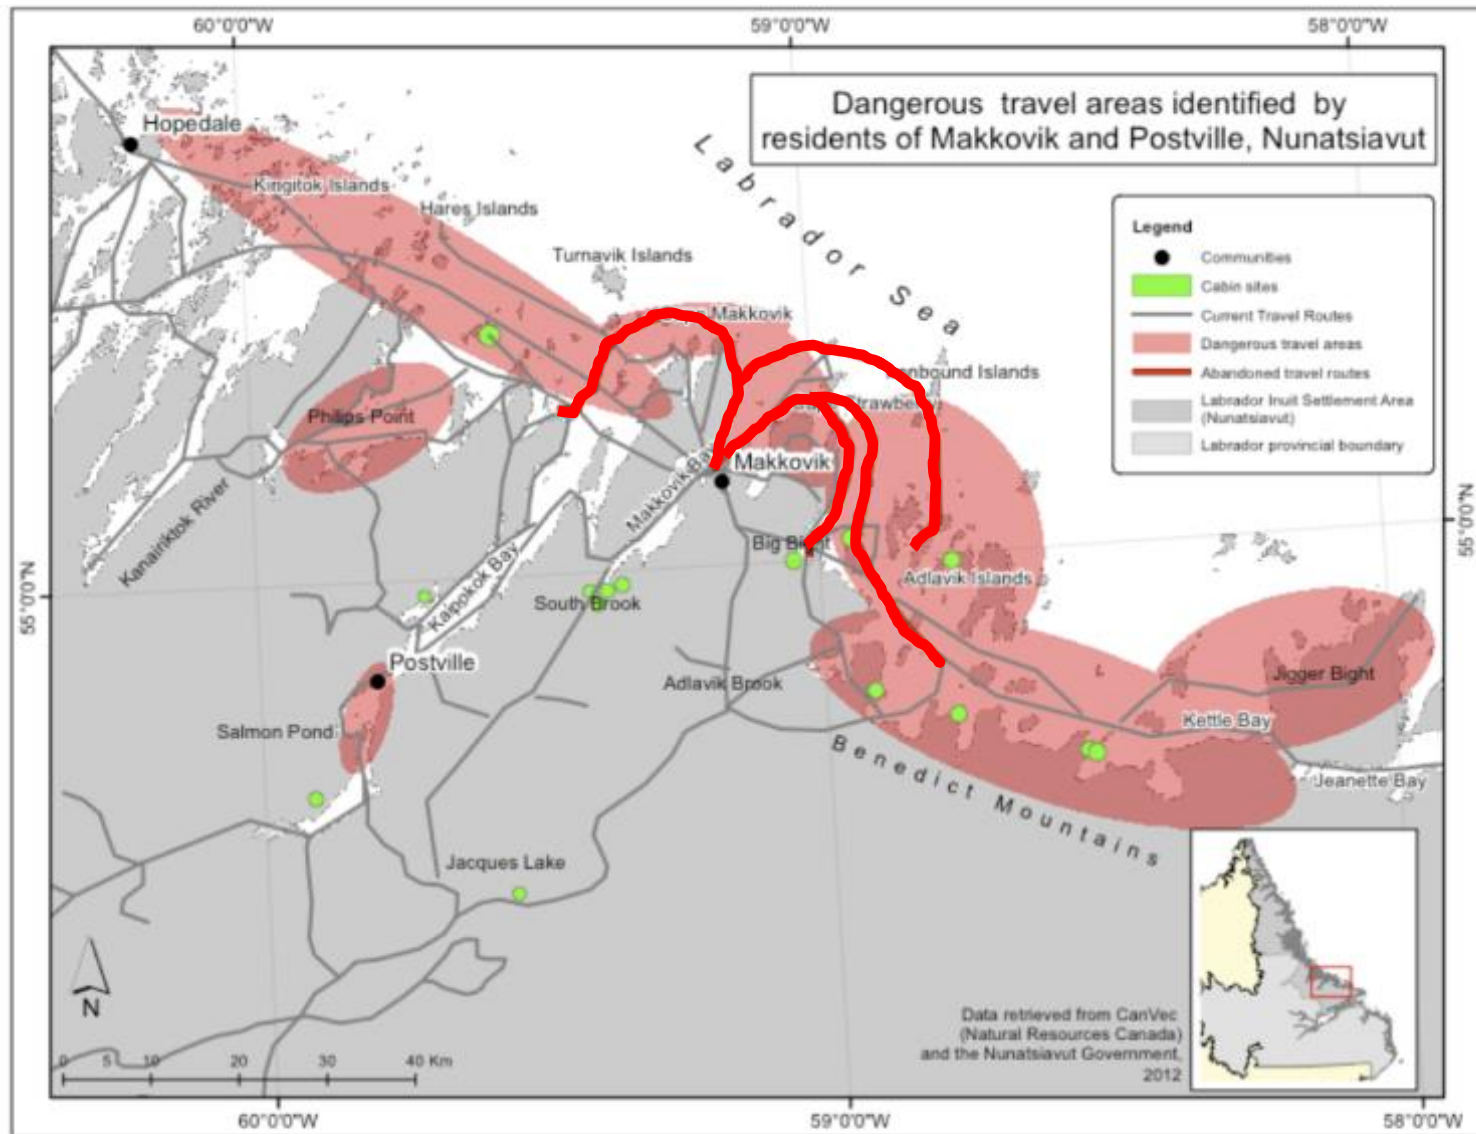 60°0'0"W
59°0'0"W
58°0'0"W
Dangerous travel areas identified by
residents of Makkovik and Postville, Nunatsiavut
Hopedale
Labrador Sea
Kingitok Islands
Hares Islands
Turnavik Islands
Legend
Communities
Cabin sites
Current Travel Routes
Dangerous travel areas
Abandoned travel routes
Labrador Inuit Settlement Area
(Nunatsiavut)
Labrador provincial boundary
Makkovik
Islands
Philips Point
Makkovik
Makkovik Bay
Kanairiktok River
55°0'0"N
55°0'0"N
Adlavik Islands
Kaipokok Bay
South Brook
Postville
Adlavik Brook
Jigger Bight
Salmon Pond
Kettle Bay
Benedict Mountains
Jeanette Bay
Jacques Lake
N
0 5 10 20 30 40 Km
Data retrieved from CanVec
(Natural Resources Canada)
and the Nunatsiavut Government,
2012
60°0'0"W
59°0'0"W
58°0'0"W